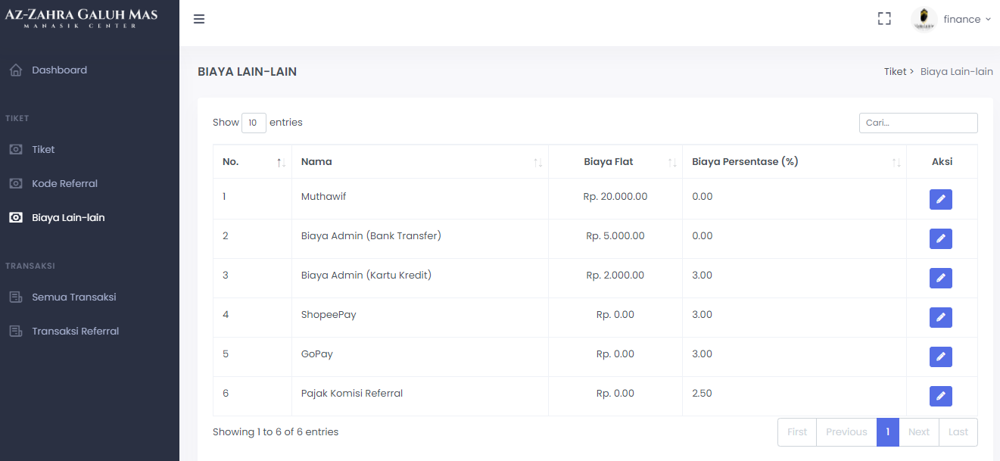 AZ-ZAHRA GALUH MAS
MANASIK CENTER
finance
Dashboard
TIKET
Tiket
Kode Referral
Biaya Lain-lain
TRANSAKSI
Semua Transaksi
Transaksi Referral
BIAYA LAIN-LAIN
Tiket > Biaya Lain-lain
Show 10 entries
Cari...
No. Nama Biaya Flat Biaya Persentase (%) Aksi
1 Muthawif Rp. 20.000.00 0.00
2 Biaya Admin (Bank Transfer) Rp. 5.000.00 0.00
3 Biaya Admin (Kartu Kredit) Rp. 2.000.00 3.00
4 ShopeePay Rp. 0.00 3.00
5 GoPay Rp. 0.00 3.00
6 Pajak Komisi Referral Rp. 0.00 2.50
Showing 1 to 6 of 6 entries
First Previous 1 Next Last